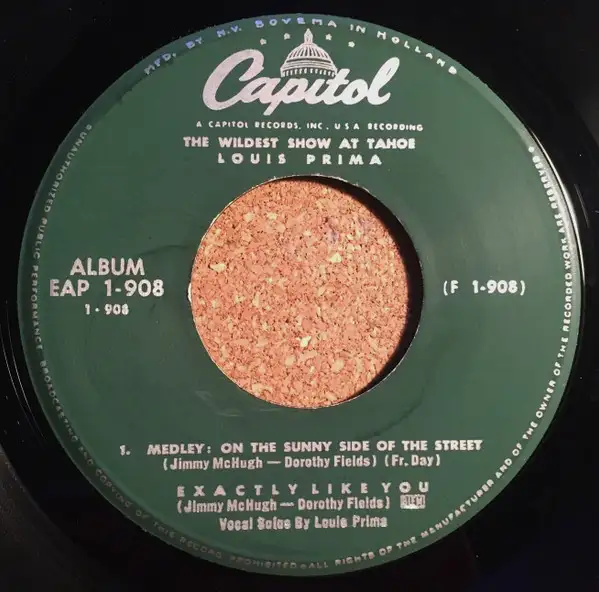 MFD. BY N.V. BOVEMA IN HOLLAND
Capitol
A CAPITOL RECORDS, INC., U.S.A. RECORDING
THE WILDEST SHOW AT TAHOE
LOUIS PRIMA
ALBUM
EAP 1-908
1-908
(F 1-908)
1. MEDLEY: ON THE SUNNY SIDE OF THE STREET
(Jimmy McHugh — Dorothy Fields) (Fr. Day)
EXACTLY LIKE YOU
(Jimmy McHugh — Dorothy Fields) BIEM
Vocal Solos By Louis Prima
UNAUTHORIZED PUBLIC PERFORMANCE BROADCASTING AND COPYING OF THIS RECORD PROHIBITED ALL RIGHTS OF THE MANUFACTURER AND OF THE OWNER OF THE RECORDED WORK ARE RESERVED